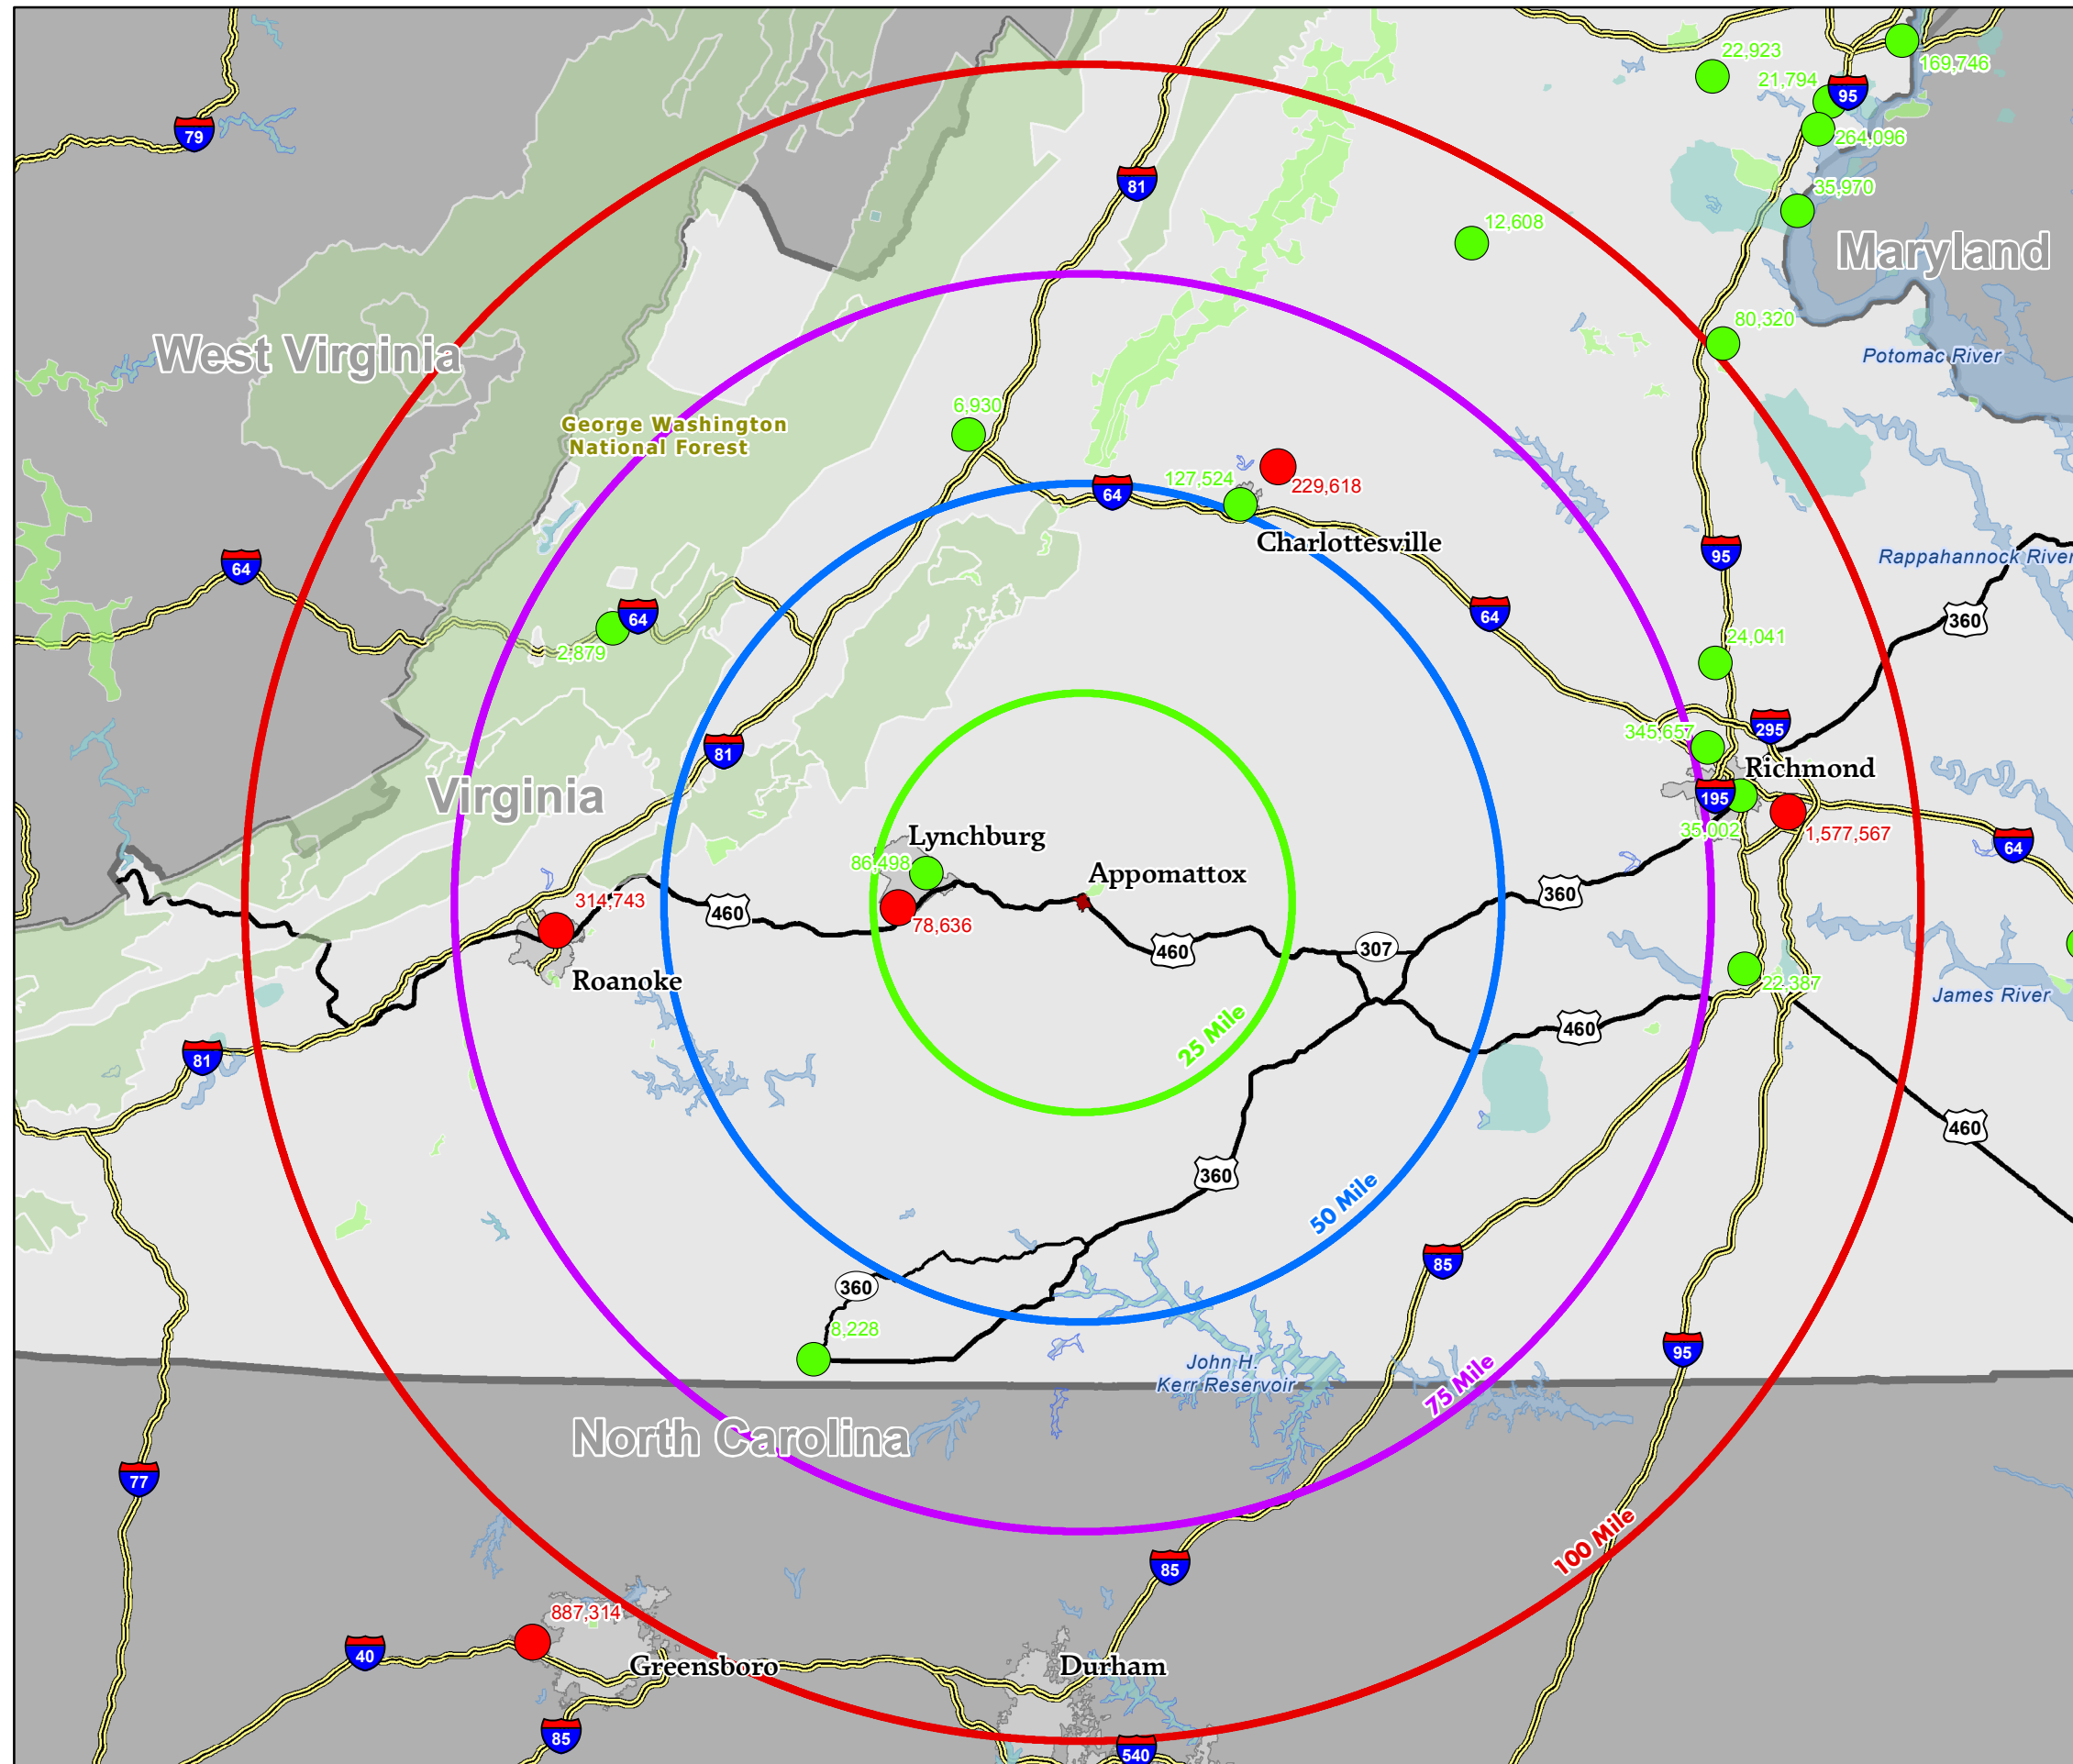 22,923
169,746
21,794
95
79
264,096
81
35,970
12,608
Maryland
80,320
West Virginia
Potomac River
6,930
George Washington
National Forest
127,524
229,618
64
Charlottesville
95
Rappahannock River
64
64
64
360
2,879
24,041
345,657
295
81
Richmond
Virginia
195
35,002
1,577,567
64
Lynchburg
86,498
Appomattox
314,743
460
78,636
360
460
307
Roanoke
22,387
James River
25 Mile
460
81
460
360
50 Mile
85
360
8,228
95
John H.
Kerr Reservoir
75 Mile
North Carolina
77
100 Mile
85
887,314
40
Greensboro
Durham
85
540